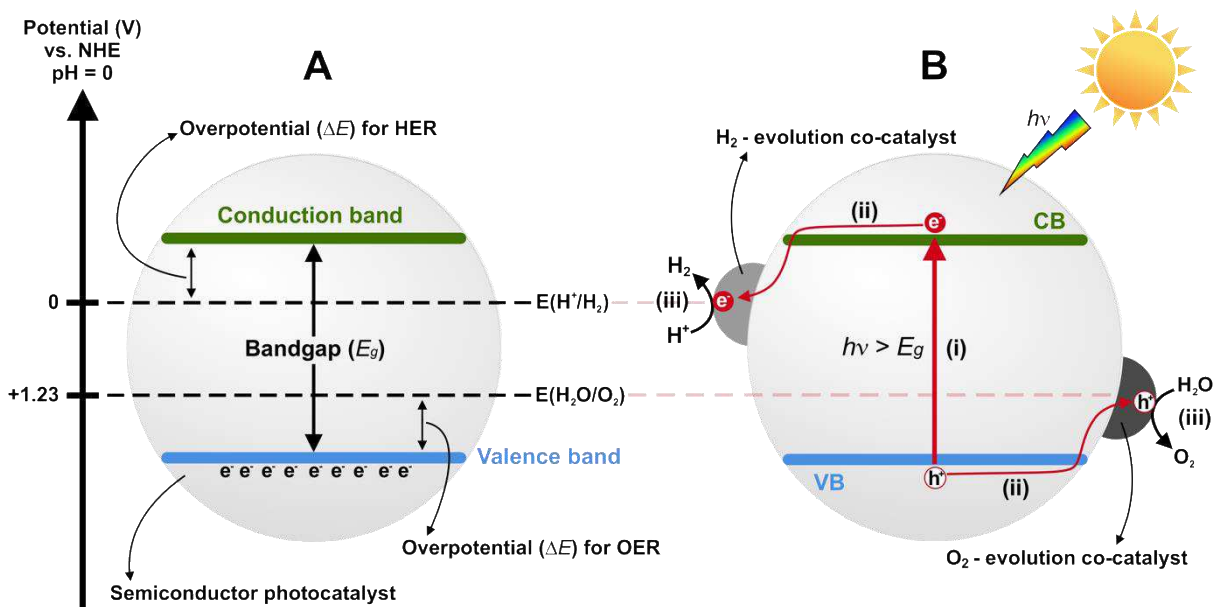 Potential (V)
vs. NHE
pH = 0
A
Overpotential (ΔE) for HER
Conduction band
0
E(H⁺/H₂)
Bandgap (Eg)
+1.23
E(H₂O/O₂)
Valence band
e⁻ e⁻ e⁻ e⁻ e⁻ e⁻ e⁻ e⁻ e⁻
Overpotential (ΔE) for OER
Semiconductor photocatalyst
B
hν
H₂ - evolution co-catalyst
(ii)
e⁻
CB
H₂
(iii)
e⁻
H⁺
hν > Eg
(i)
h⁺
H₂O
(iii)
O₂
VB
h⁺
(ii)
O₂ - evolution co-catalyst